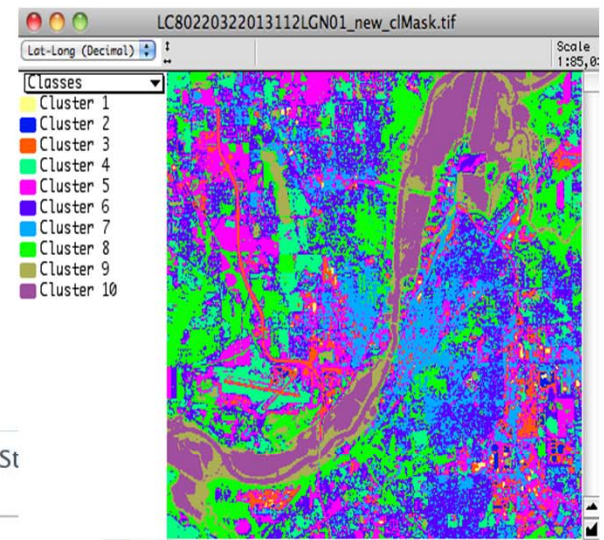 LC80220322013112LGN01_new_clMask.tif
Lat-Long (Decimal)
Scale
1:85,0
Classes
Cluster 1
Cluster 2
Cluster 3
Cluster 4
Cluster 5
Cluster 6
Cluster 7
Cluster 8
Cluster 9
Cluster 10
St